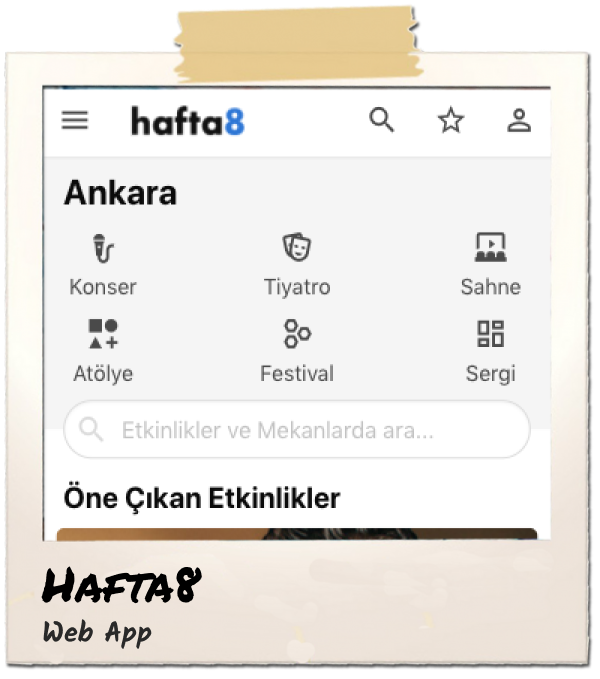 hafta8
Ankara
Konser Tiyatro Sahne
Atölye Festival Sergi
Etkinlikler ve Mekanlarda ara...
Öne Çıkan Etkinlikler
Hafta8
Web App